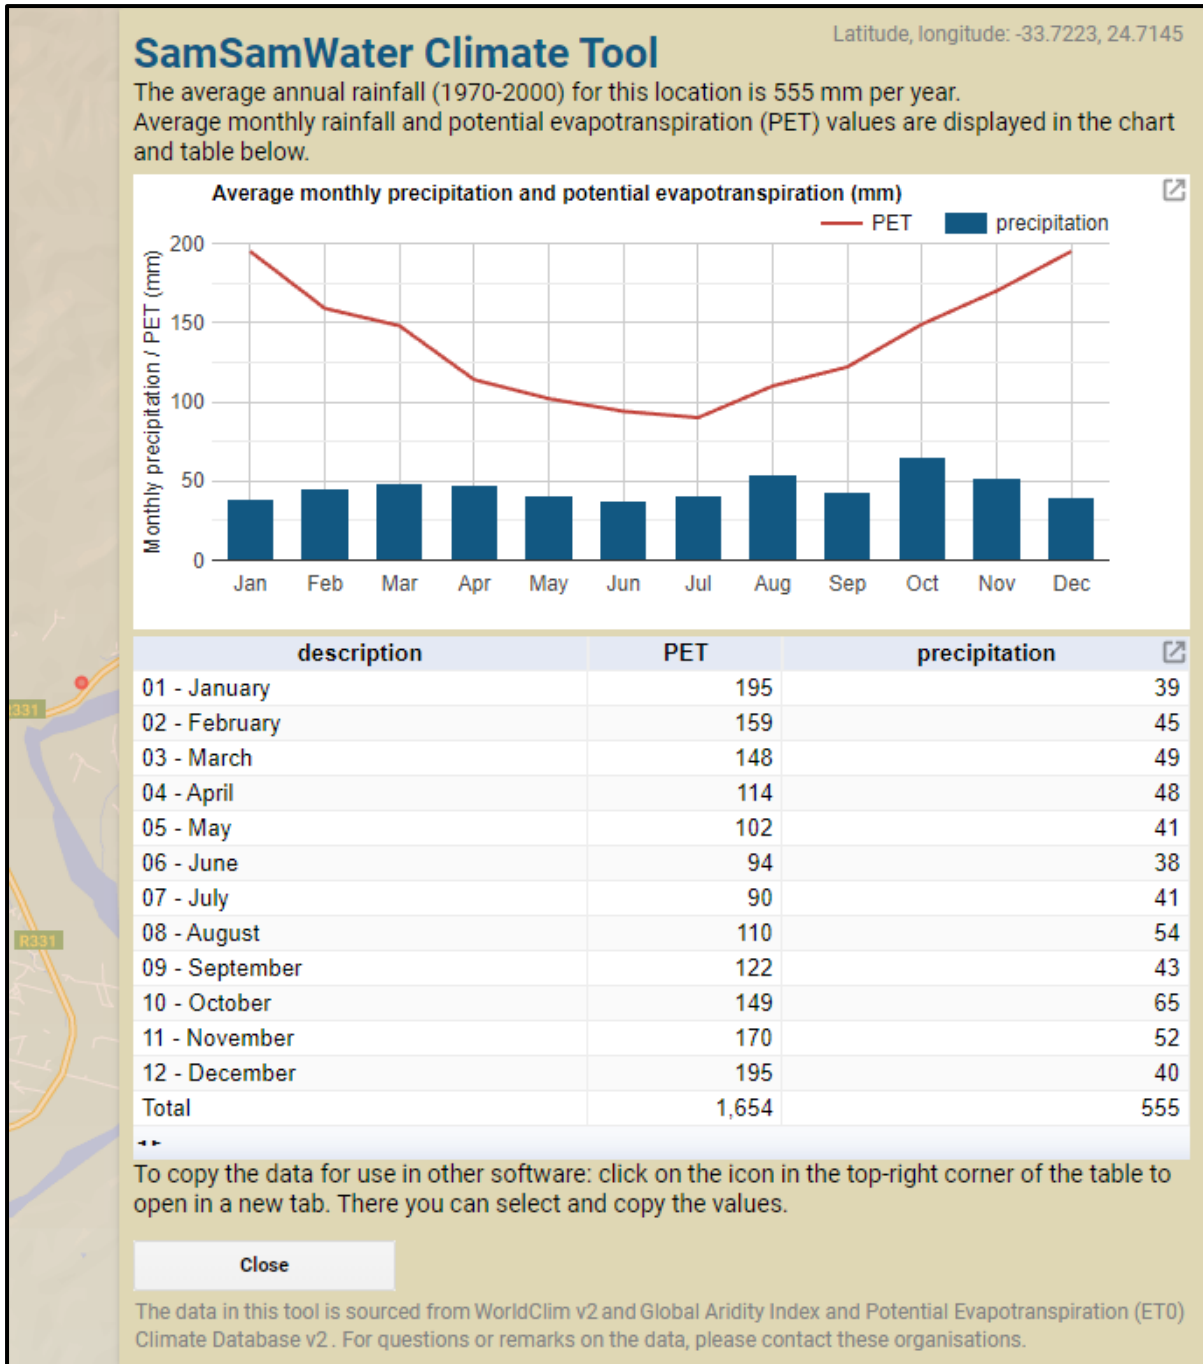 Latitude, longitude: -33.7223, 24.7145
SamSamWater Climate Tool
The average annual rainfall (1970-2000) for this location is 555 mm per year.
Average monthly rainfall and potential evapotranspiration (PET) values are displayed in the chart
and table below.
Average monthly precipitation and potential evapotranspiration (mm)
PET precipitation
Monthly precipitation / PET (mm)
200
150
100
50
0
Jan Feb Mar Apr May Jun Jul Aug Sep Oct Nov Dec
description PET precipitation
01 - January 195 39
02 - February 159 45
03 - March 148 49
04 - April 114 48
05 - May 102 41
06 - June 94 38
07 - July 90 41
08 - August 110 54
09 - September 122 43
10 - October 149 65
11 - November 170 52
12 - December 195 40
Total 1,654 555
To copy the data for use in other software: click on the icon in the top-right corner of the table to
open in a new tab. There you can select and copy the values.
Close
The data in this tool is sourced from WorldClim v2 and Global Aridity Index and Potential Evapotranspiration (ET0)
Climate Database v2 . For questions or remarks on the data, please contact these organisations.
331
R331